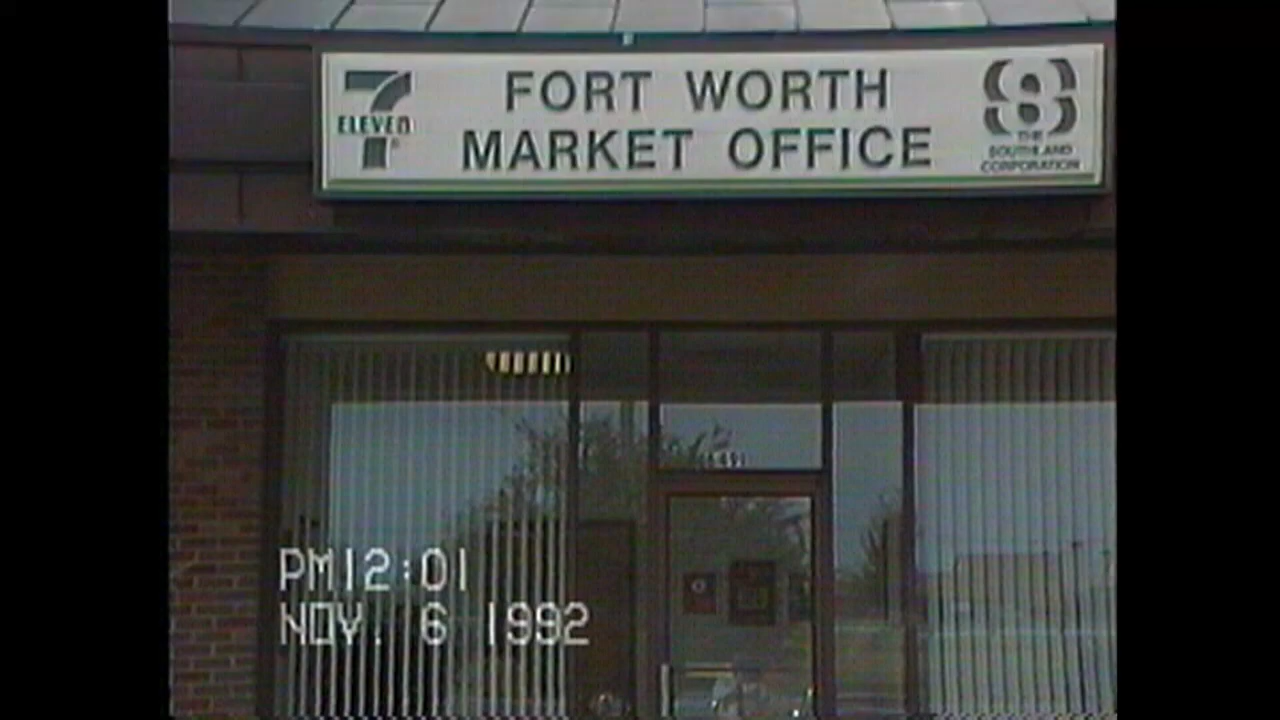 7
ELEVEN
FORT WORTH
MARKET OFFICE
THE
SOUTHLAND
CORPORATION
PM12:01
NOV. 6 1992